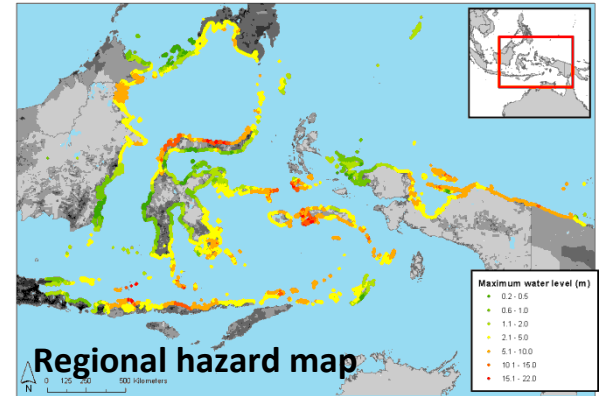 Maximum water level (m)
0.2 - 0.5
0.6 - 1.0
1.1 - 2.0
2.1 - 5.0
5.1 - 10.0
10.1 - 15.0
15.1 - 22.0
Regional hazard map
N
0 125 250 500 Kilometers